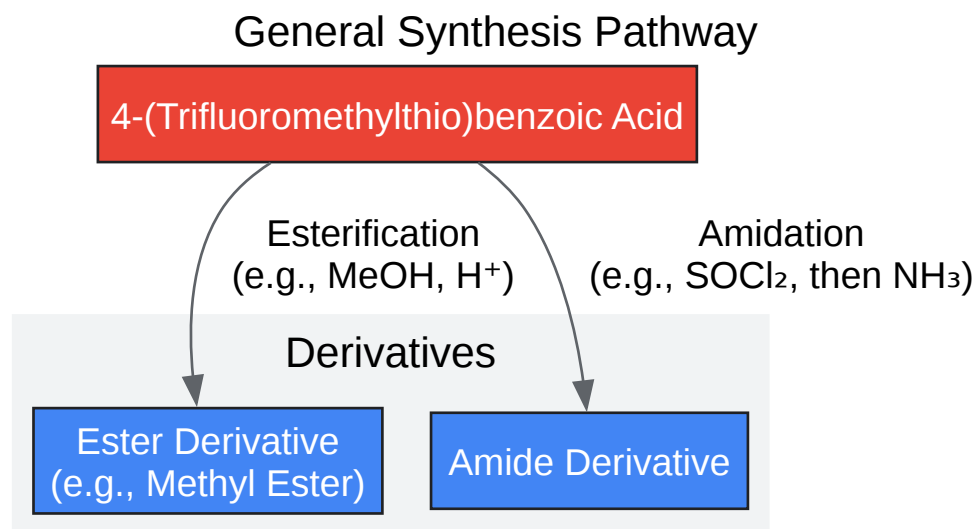 General Synthesis Pathway
4-(Trifluoromethylthio)benzoic Acid
Esterification
(e.g., MeOH, H⁺)
Amidation
(e.g., SOCl₂, then NH₃)
Derivatives
Ester Derivative
(e.g., Methyl Ester)
Amide Derivative